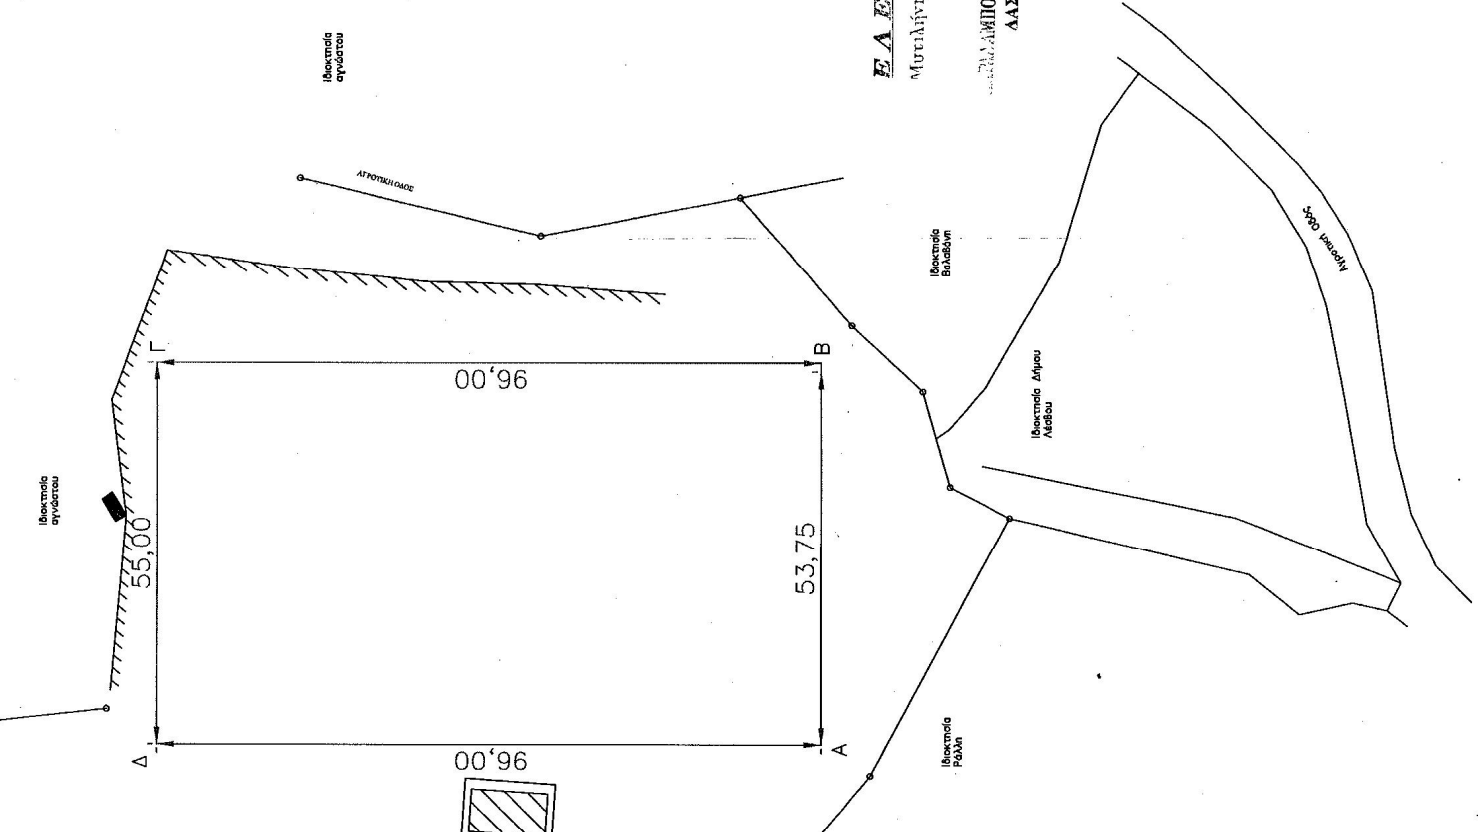 Ιδιοκτησία
αγνώστου
Ε Λ Ε
Μυτιλήνη
ΑΓΡΟΤΙΚΗ ΟΔΟΣ
Ιδιοκτησία
Βαλαβάνη
Αγροτική Οδός
Γ
Β
96,00
Ιδιοκτησία Δήμου
Λέσβου
Ιδιοκτησία
αγνώστου
55,00
53,75
Δ
Α
96,00
Ιδιοκτησία
Ράλλη